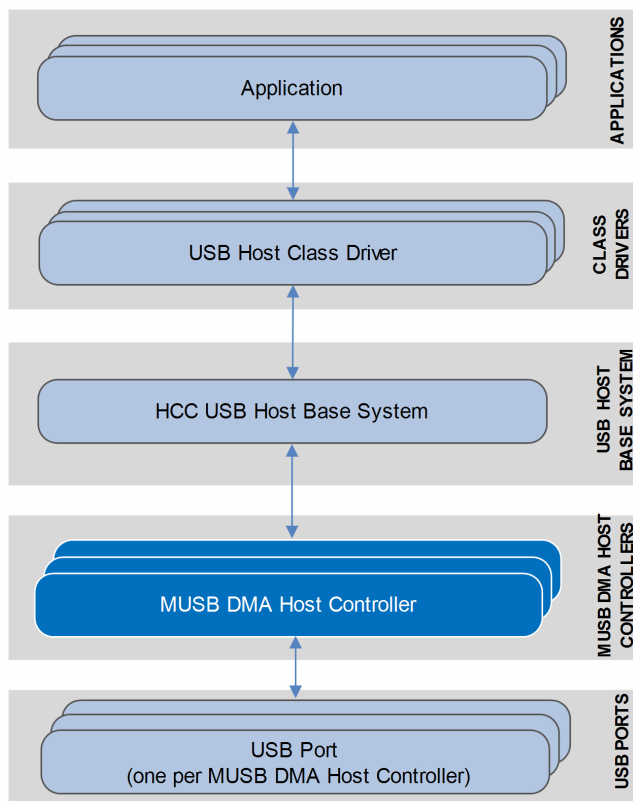 Application
APPLICATIONS
USB Host Class Driver
CLASS
DRIVERS
HCC USB Host Base System
USB HOST
BASE SYSTEM
MUSB DMA Host Controller
MUSB DMA HOST
CONTROLLERS
USB Port
(one per MUSB DMA Host Controller)
USB PORTS